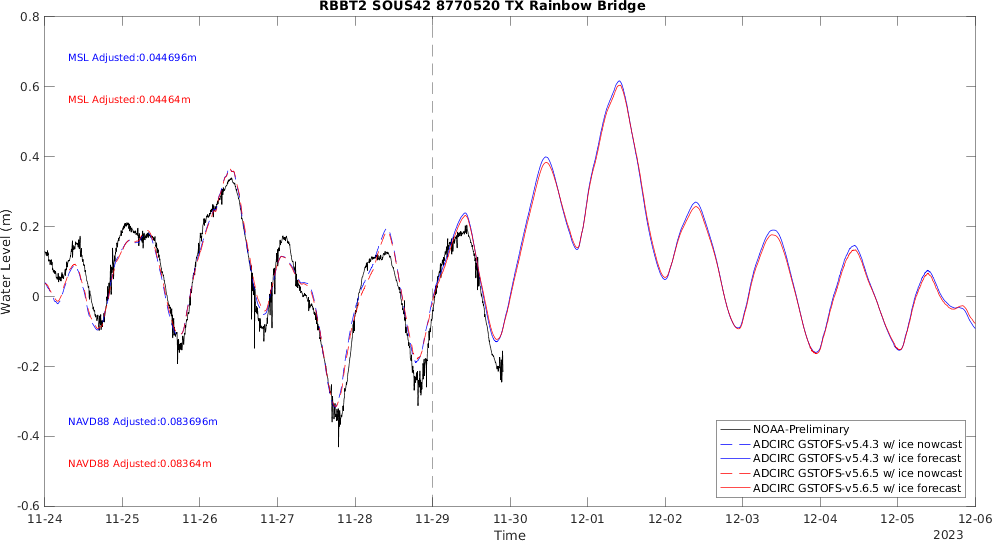 RBBT2 SOUS42 8770520 TX Rainbow Bridge
MSL Adjusted:0.044696m
MSL Adjusted:0.04464m
NAVD88 Adjusted:0.083696m
NAVD88 Adjusted:0.08364m
Water Level (m)
0.8
0.6
0.4
0.2
0
-0.2
-0.4
-0.6
NOAA-Preliminary
ADCIRC GSTOFS-v5.4.3 w/ ice nowcast
ADCIRC GSTOFS-v5.4.3 w/ ice forecast
ADCIRC GSTOFS-v5.6.5 w/ ice nowcast
ADCIRC GSTOFS-v5.6.5 w/ ice forecast
11-24 11-25 11-26 11-27 11-28 11-29 11-30 12-01 12-02 12-03 12-04 12-05 12-06
Time
2023